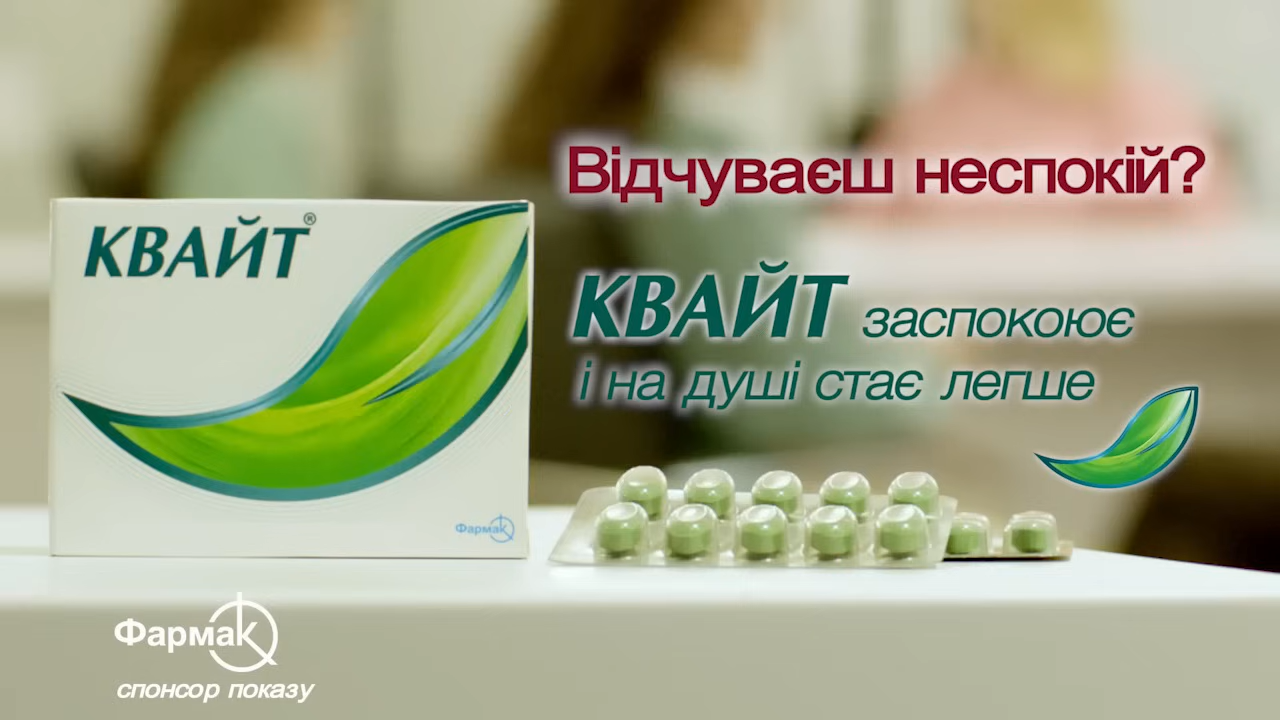 КВАЙТ®
Фармак
Відчуваєш неспокій?
КВАЙТ заспокоює
і на душі стає легше
Фармак
спонсор показу